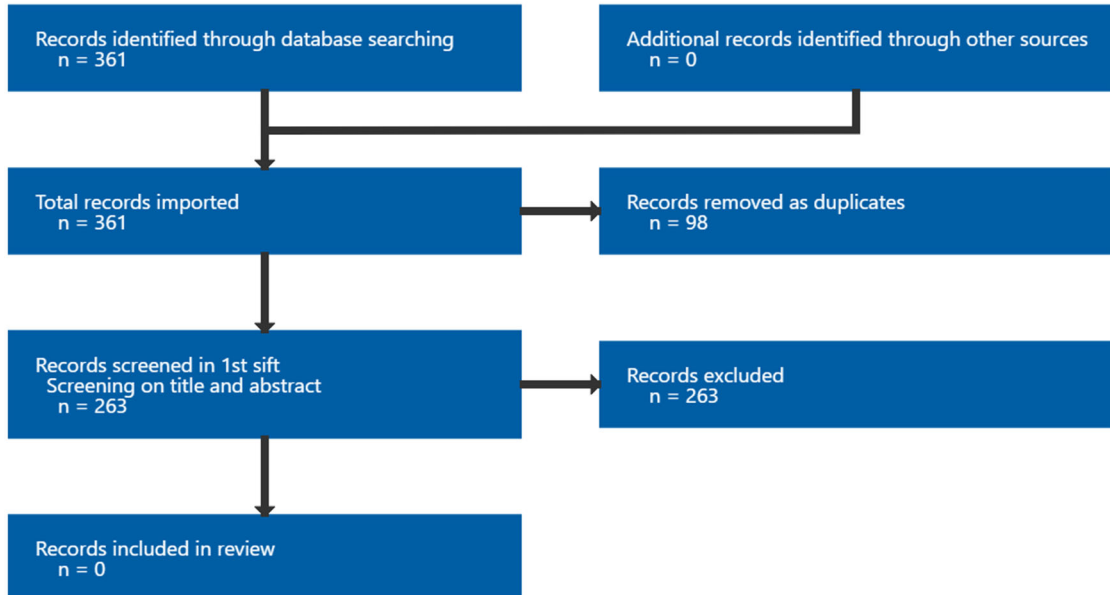 Records identified through database searching
n = 361
Additional records identified through other sources
n = 0
Total records imported
n = 361
Records removed as duplicates
n = 98
Records screened in 1st sift
Screening on title and abstract
n = 263
Records excluded
n = 263
Records included in review
n = 0